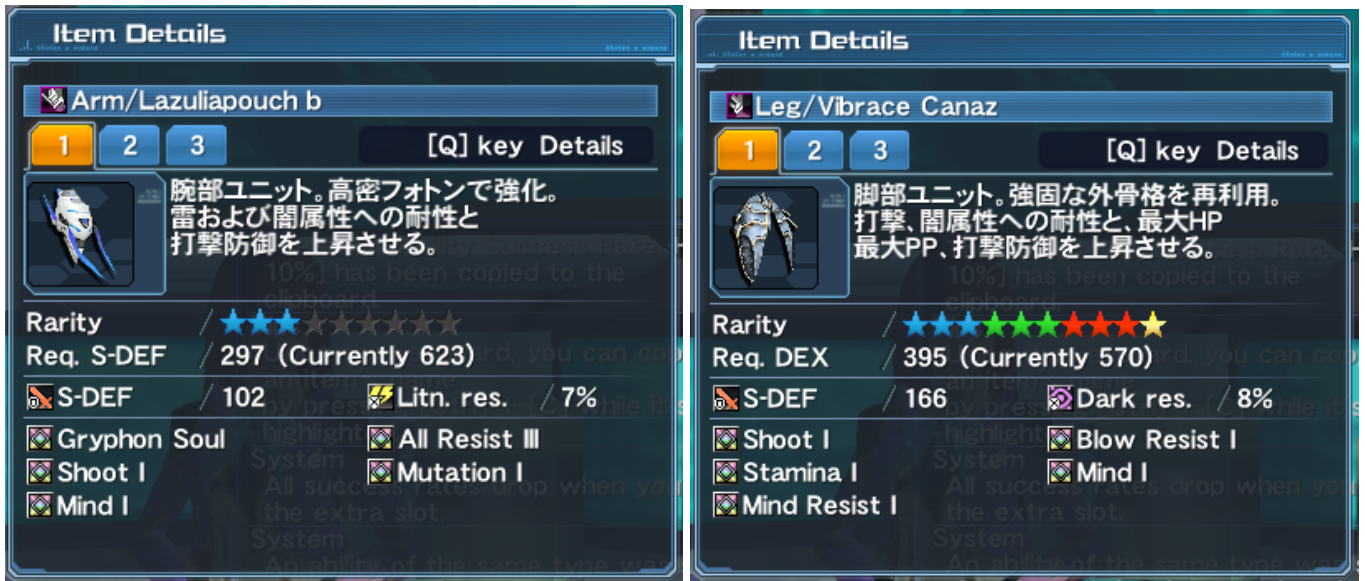 Item Details
Arm/Lazuliapouch b
1 2 3 [Q] key Details
腕部ユニット。高密フォトンで強化。
雷および闇属性への耐性と
打撃防御を上昇させる。
Rarity / ★★★★★★★★★
Req. S-DEF / 297 (Currently 623)
S-DEF / 102 Litn. res. / 7%
Gryphon Soul All Resist III
Shoot I Mutation I
Mind I
Item Details
Leg/Vibrace Canaz
1 2 3 [Q] key Details
脚部ユニット。強固な外骨格を再利用。
打撃、闇属性への耐性と、最大HP
最大PP、打撃防御を上昇させる。
Rarity / ★★★★★★★★★★
Req. DEX / 395 (Currently 570)
S-DEF / 166 Dark res. / 8%
Shoot I Blow Resist I
Stamina I Mind I
Mind Resist I